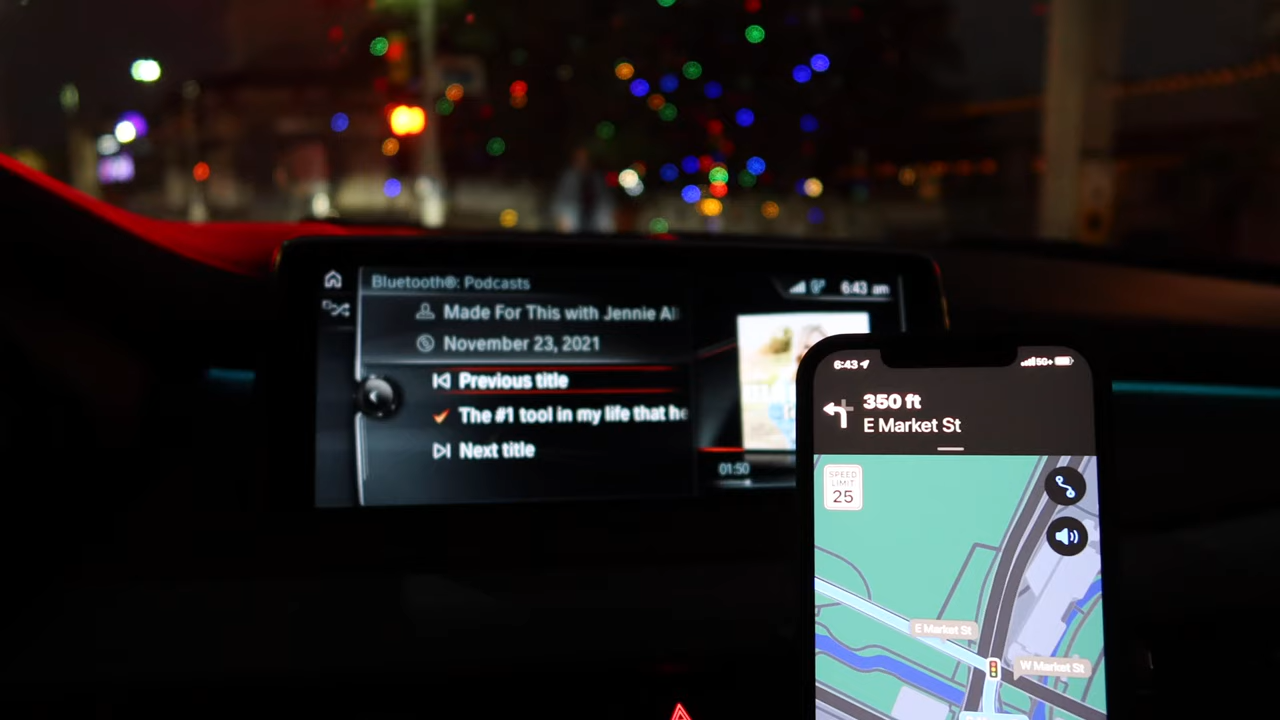 Bluetooth®: Podcasts
6:43 am
Made For This with Jennie Al
November 23, 2021
Previous title
The #1 tool in my life that he
Next title
01:50
6:43
5G+
350 ft
E Market St
SPEED
LIMIT
25
E Market St
W Market St